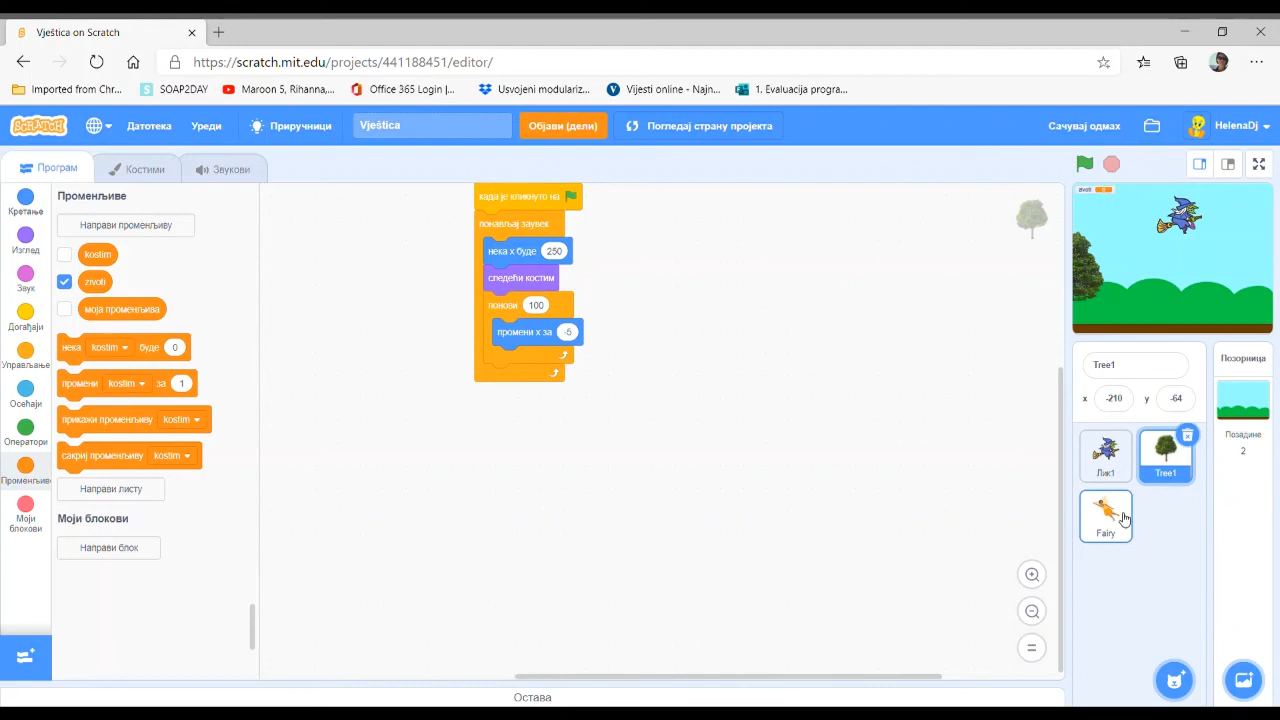 Vještica on Scratch
https://scratch.mit.edu/projects/441188451/editor/
Imported from Chr... SOAP2DAY Maroon 5, Rihanna,... Office 365 Login |... Usvojeni modulariz... Vijesti online - Najn... 1. Evaluacija progra...
SCRATCH Датотека Уреди Приручници Vještica Објави (дели) Погледај страну пројекта Сачувај одмах HelenaDj
Програм Костими Звукови
Кретање
Изглед
Звук
Догађаји
Управљање
Осећаји
Оператори
Променљиве
Моји
блокови
Променљиве
Направи променљиву
kostim
zivoti
моја променљива
нека kostim буде 0
промени kostim за 1
прикажи променљиву kostim
сакриј променљиву kostim
Направи листу
Моји блокови
Направи блок
када је кликнуто на
понављај заувек
нека x буде 250
следећи костим
понови 100
промени x за -5
zivoti
Tree1
x -210 y -64
Лик1
Tree1
Fairy
Позорница
Позадине
2
Остава